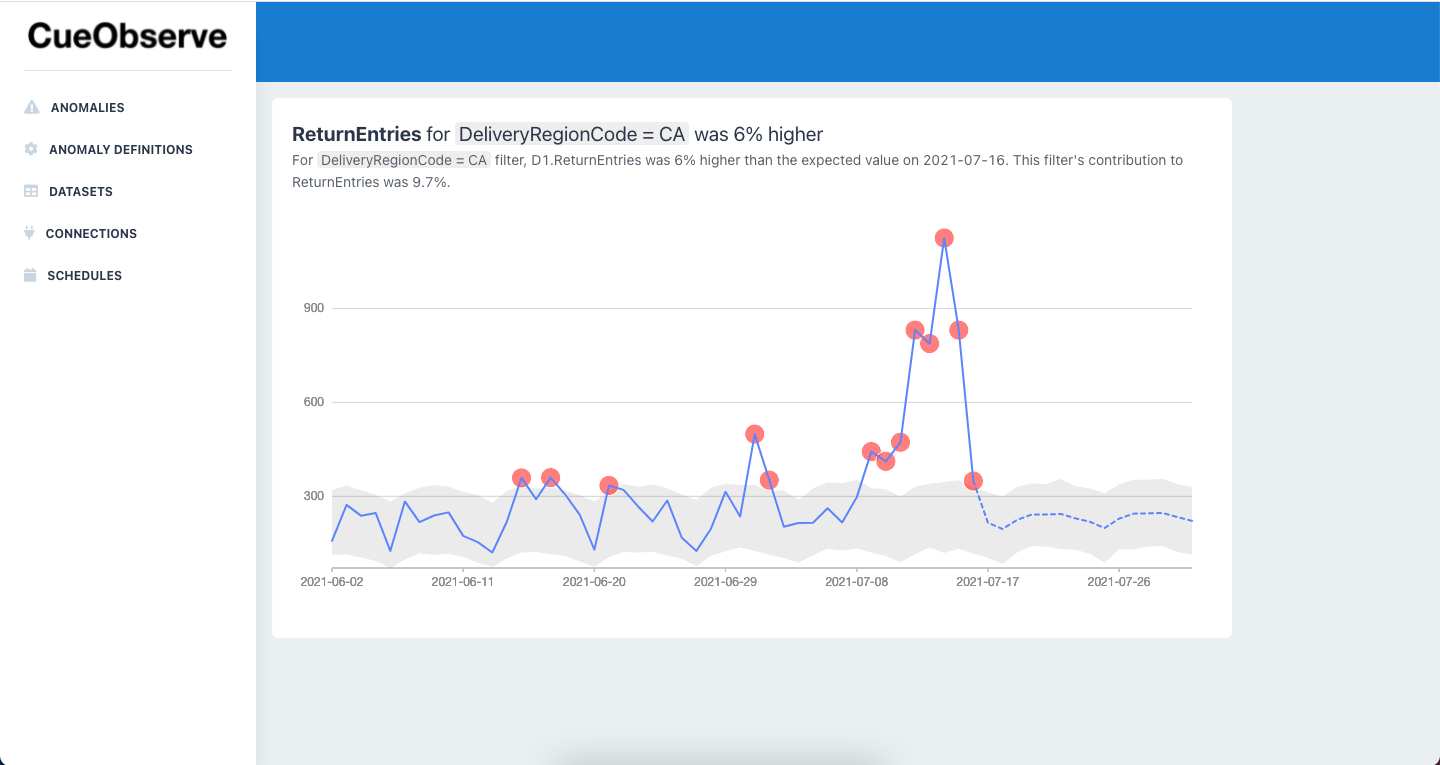 CueObserve
ANOMALIES
ANOMALY DEFINITIONS
DATASETS
CONNECTIONS
SCHEDULES
ReturnEntries for DeliveryRegionCode = CA was 6% higher
For DeliveryRegionCode = CA filter, D1.ReturnEntries was 6% higher than the expected value on 2021-07-16. This filter's contribution to
ReturnEntries was 9.7%.
900
600
300
2021-06-02 2021-06-11 2021-06-20 2021-06-29 2021-07-08 2021-07-17 2021-07-26